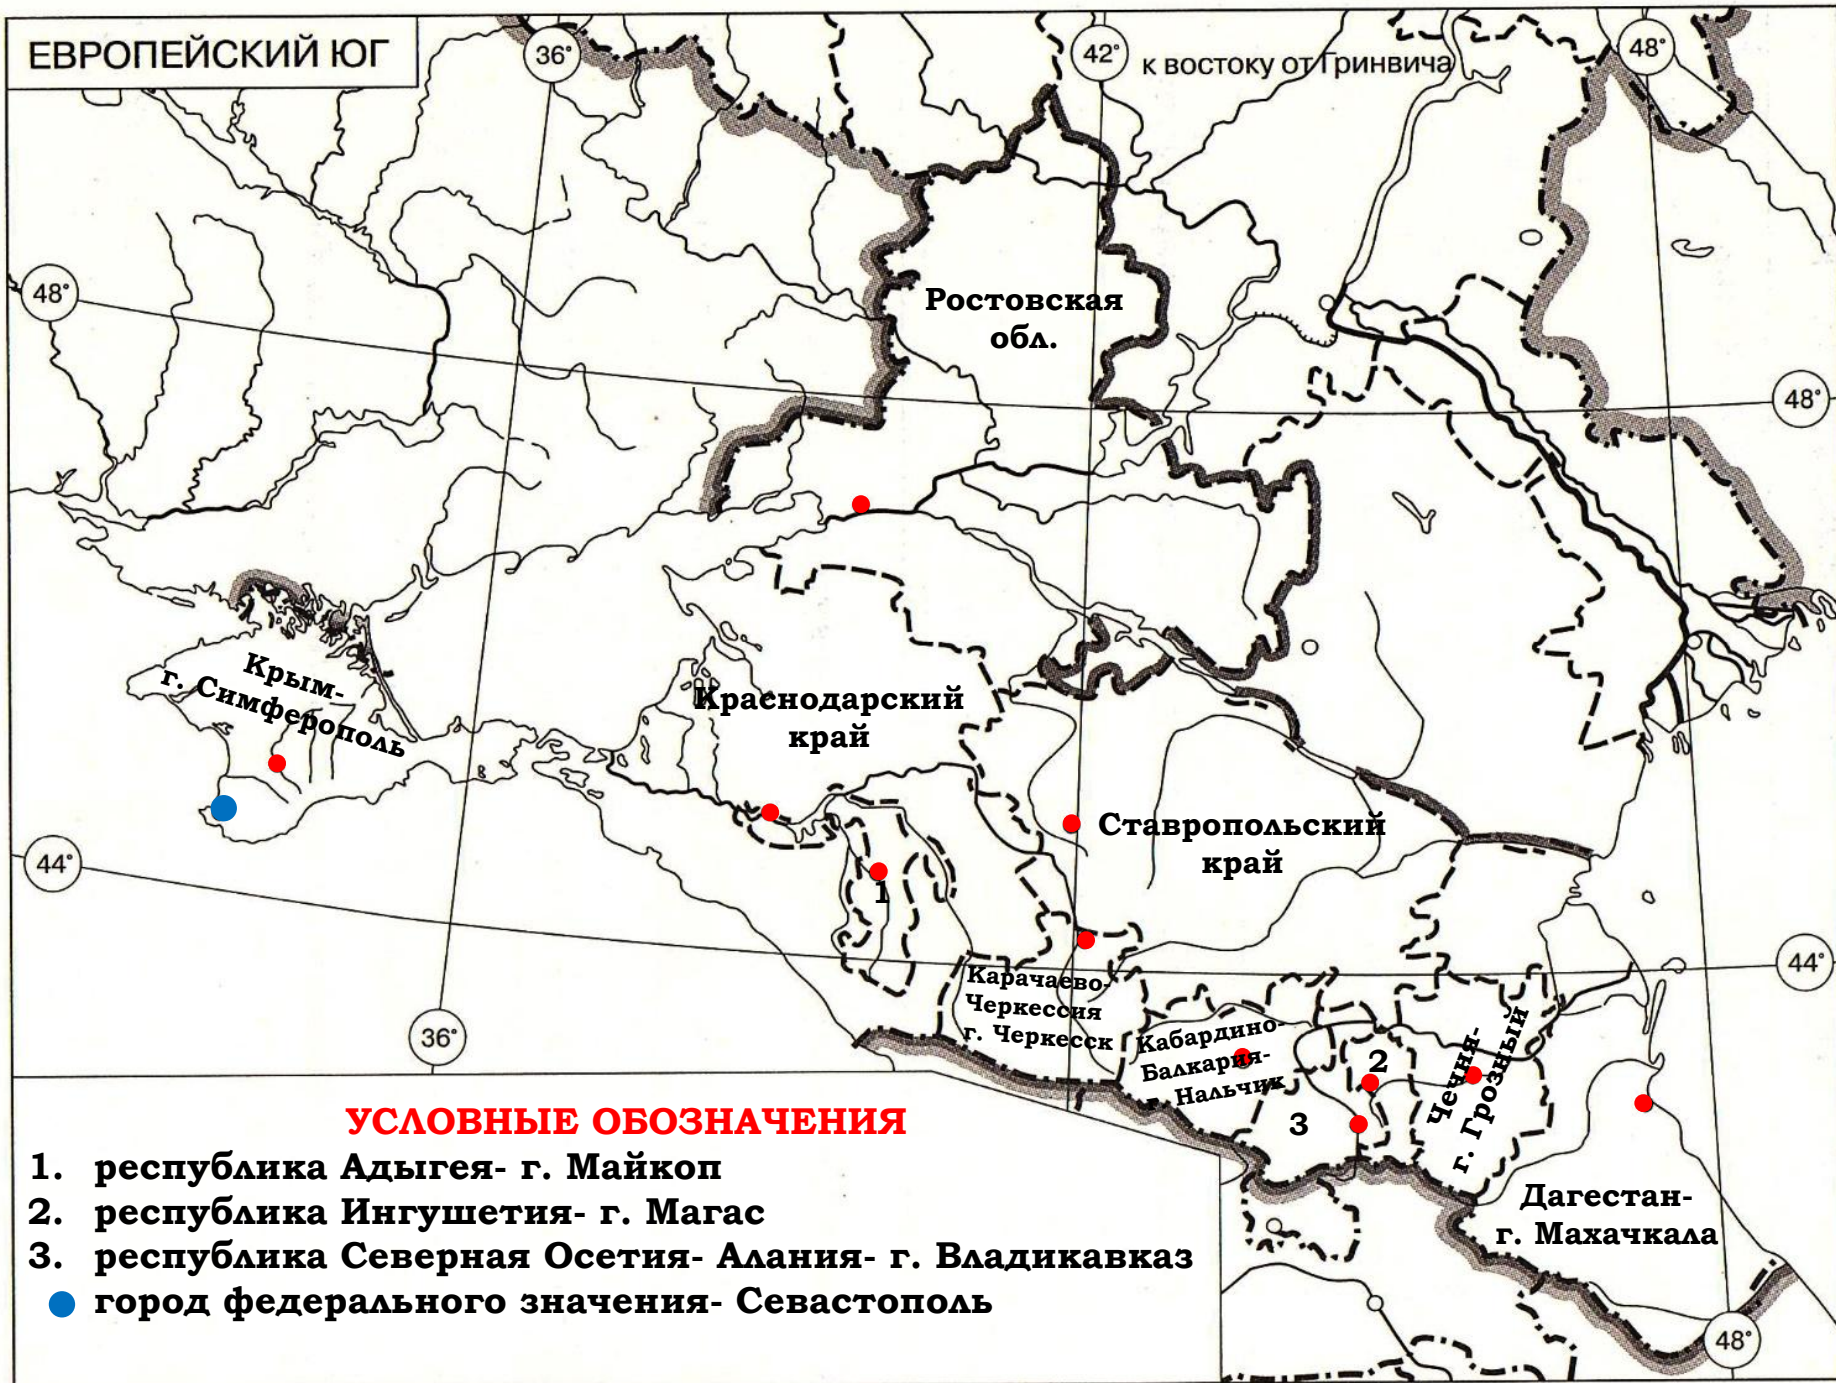 ЕВРОПЕЙСКИЙ ЮГ
36°
42°
к востоку от Гринвича
48°
48°
48°
Ростовская
обл.
Крым-
г. Симферополь
Краснодарский
край
Ставропольский
край
44°
1
44°
Карачаево-
Черкессия
г. Черкесск
Кабардино-
Балкария-
г. Нальчик
2
3
Чечня-
г. Грозный
36°
Дагестан-
г. Махачкала
48°
УСЛОВНЫЕ ОБОЗНАЧЕНИЯ
1. республика Адыгея- г. Майкоп
2. республика Ингушетия- г. Магас
3. республика Северная Осетия- Алания- г. Владикавказ
город федерального значения- Севастополь